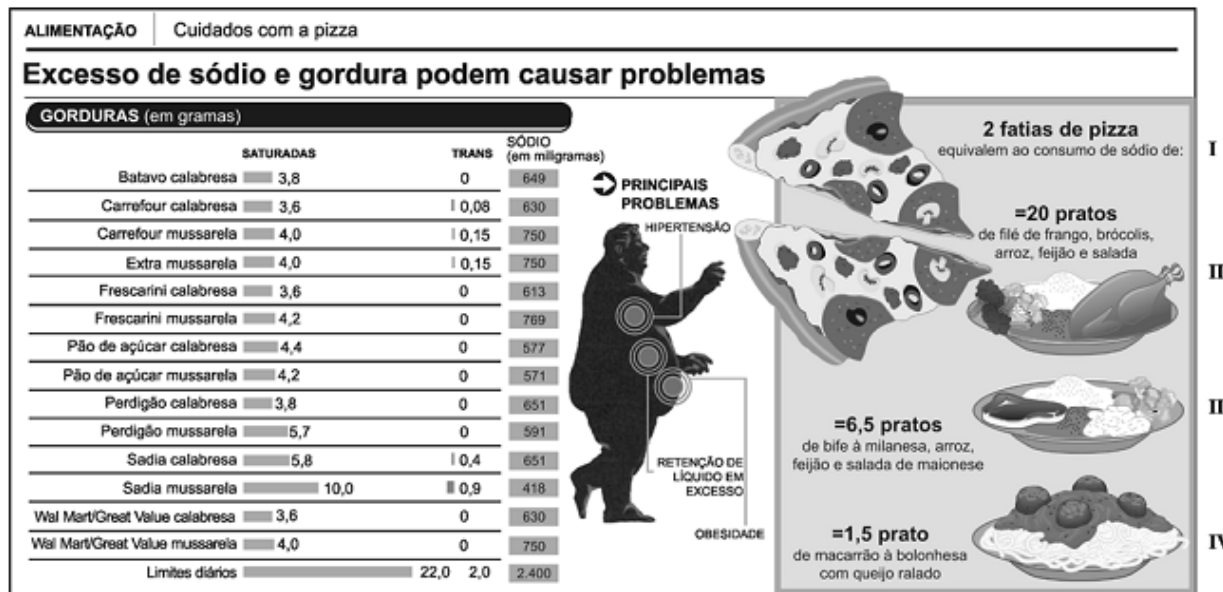 ALIMENTAÇÃO | Cuidados com a pizza
Excesso de sódio e gordura podem causar problemas
GORDURAS (em gramas)
SATURADAS TRANS SÓDIO (em miligramas)
Batavo calabresa 3,8 0 649
Carrefour calabresa 3,6 0,08 630
Carrefour mussarela 4,0 0,15 750
Extra mussarela 4,0 0,15 750
Frescarini calabresa 3,6 0 613
Frescarini mussarela 4,2 0 769
Pão de açúcar calabresa 4,4 0 577
Pão de açúcar mussarela 4,2 0 571
Perdigão calabresa 3,8 0 651
Perdigão mussarela 5,7 0 591
Sadia calabresa 5,8 0,4 651
Sadia mussarela 10,0 0,9 418
Wal Mart/Great Value calabresa 3,6 0 630
Wal Mart/Great Value mussarela 4,0 0 750
Limites diários 22,0 2,0 2.400
PRINCIPAIS
PROBLEMAS
HIPERTENSÃO
RETENÇÃO DE
LÍQUIDO EM
EXCESSO
OBESIDADE
2 fatias de pizza
equivalem ao consumo de sódio de:
I
=20 pratos
de filé de frango, brócolis,
arroz, feijão e salada
II
=6,5 pratos
de bife à milanesa, arroz,
feijão e salada de maionese
=1,5 prato
de macarrão à bolonhesa
com queijo ralado